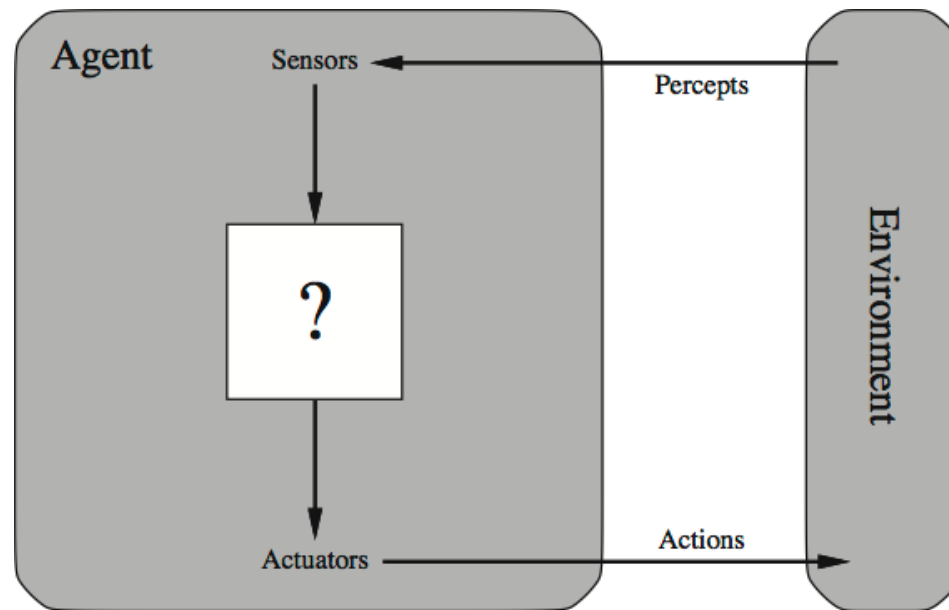 Agent
Sensors
Percepts
Environment
?
Actuators
Actions